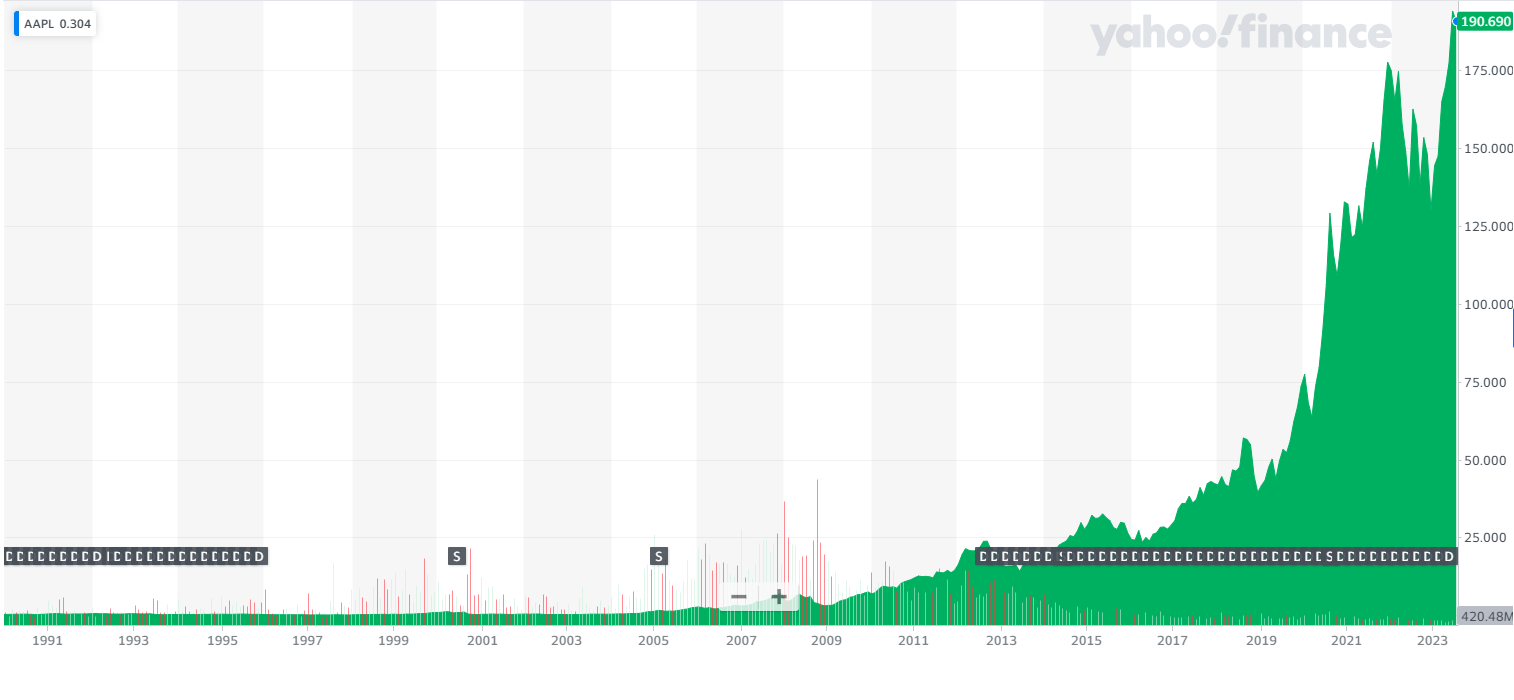 AAPL 0.304
yahoo!finance
190.690
175.000
150.000
125.000
100.000
75.000
50.000
25.000
D D D D D D D D D D D D D D D D D D D D D D D D
S
S
D D D D D D D S D D D D D D D D D D D D D D D D D D D D D D D D S D D D D D D D D D D D
− +
420.48M
1991 1993 1995 1997 1999 2001 2003 2005 2007 2009 2011 2013 2015 2017 2019 2021 2023